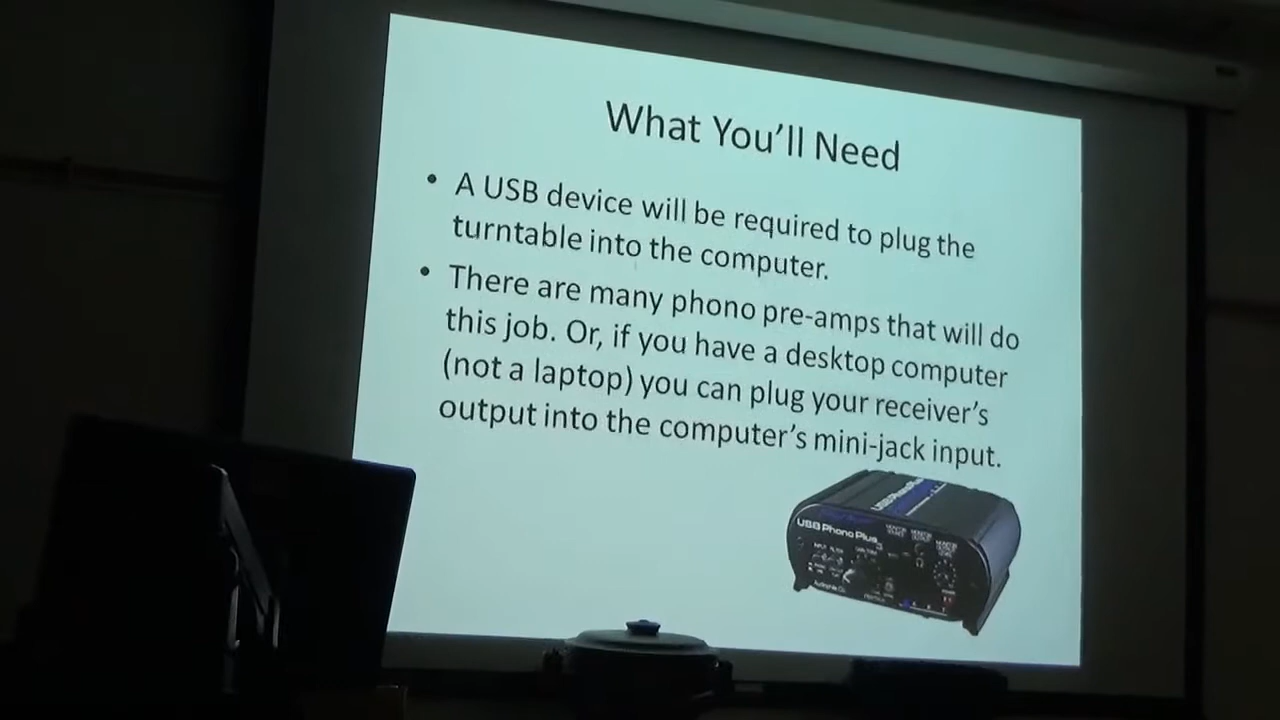 What You'll Need
• A USB device will be required to plug the
turntable into the computer.
• There are many phono pre-amps that will do
this job. Or, if you have a desktop computer
(not a laptop) you can plug your receiver's
output into the computer's mini-jack input.
USB Phono Plus